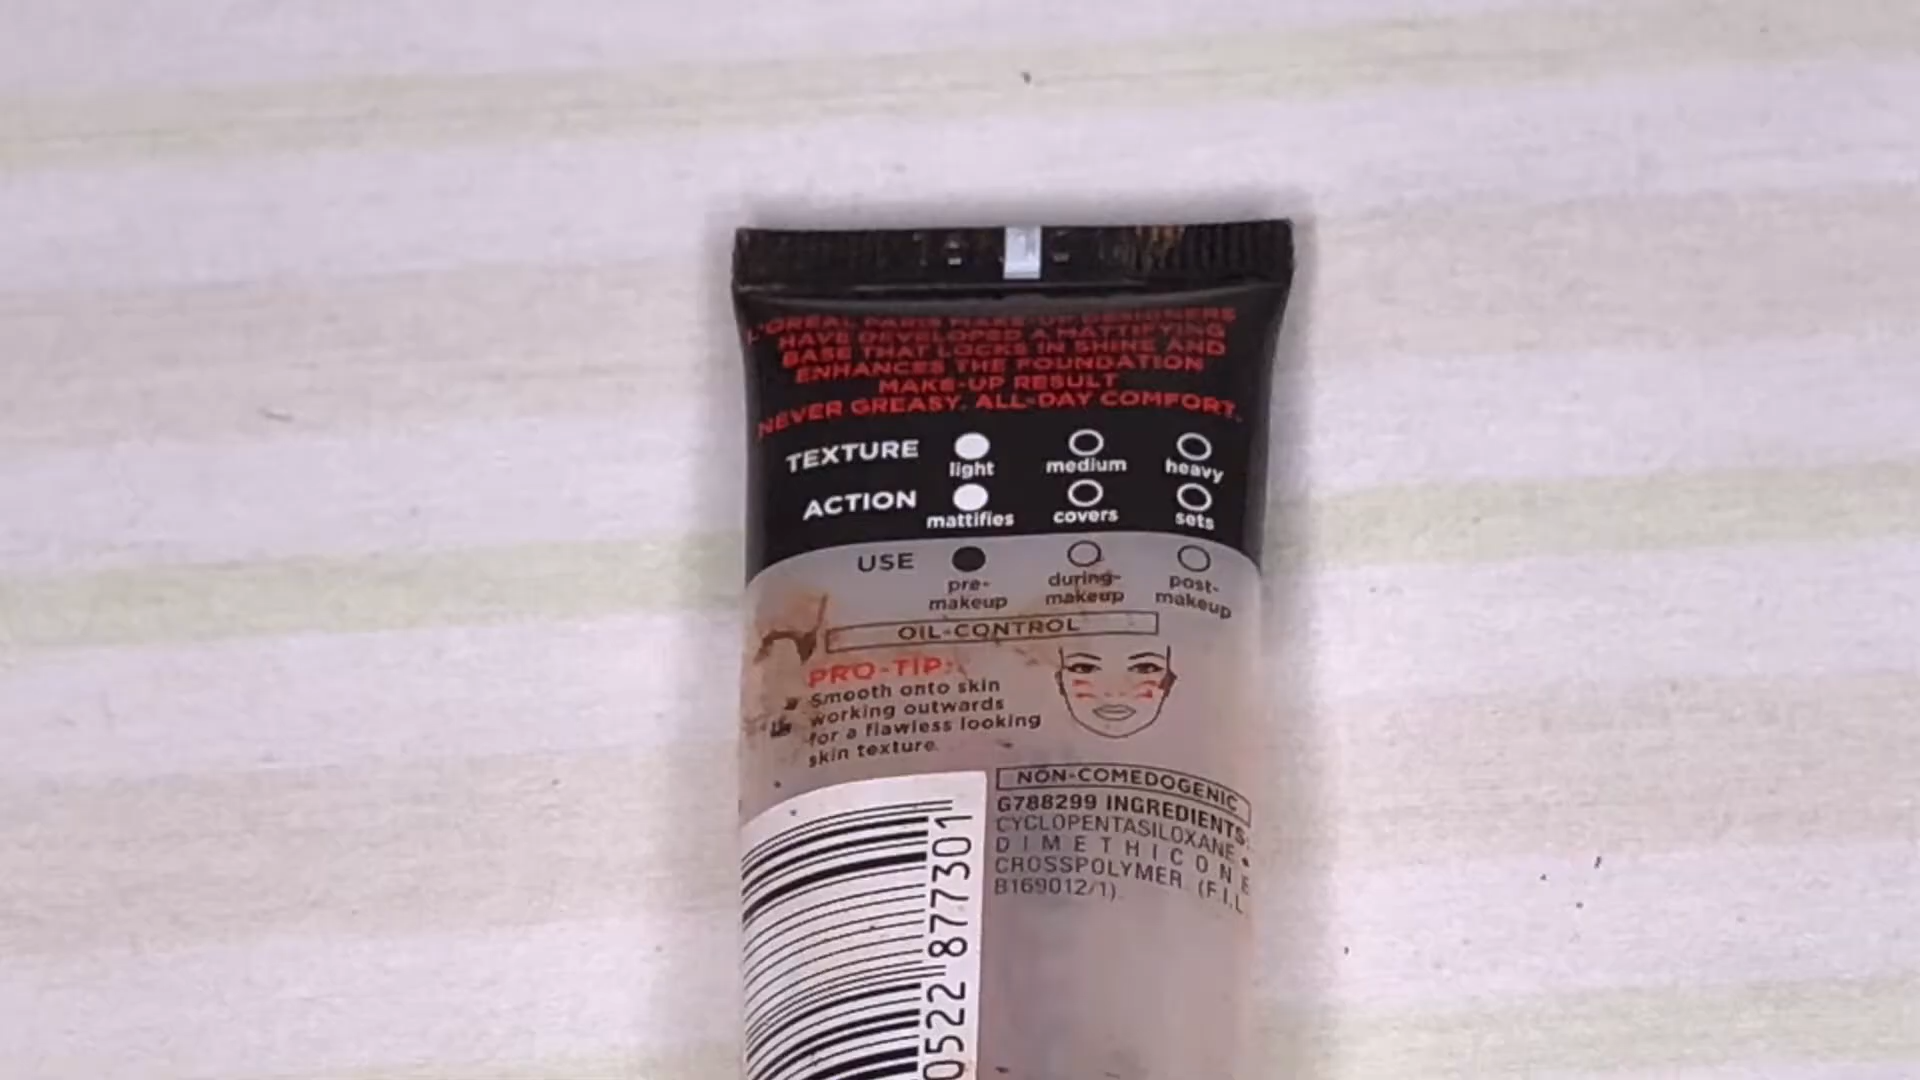 L'ORÉAL PARIS MAKE-UP DESIGNERS
HAVE DEVELOPED A MATTIFYING
BASE THAT LOCKS IN SHINE AND
ENHANCES THE FOUNDATION
MAKE-UP RESULT
NEVER GREASY. ALL-DAY COMFORT.
TEXTURE light medium heavy
ACTION mattifies covers sets
USE pre-makeup during-makeup post-makeup
OIL-CONTROL
PRO-TIP:
Smooth onto skin
working outwards
for a flawless looking
skin texture.
NON-COMEDOGENIC
G788299 INGREDIENTS:
CYCLOPENTASILOXANE •
DIMETHICONE
CROSSPOLYMER (F.I.L.
B169012/1).
0522 877301